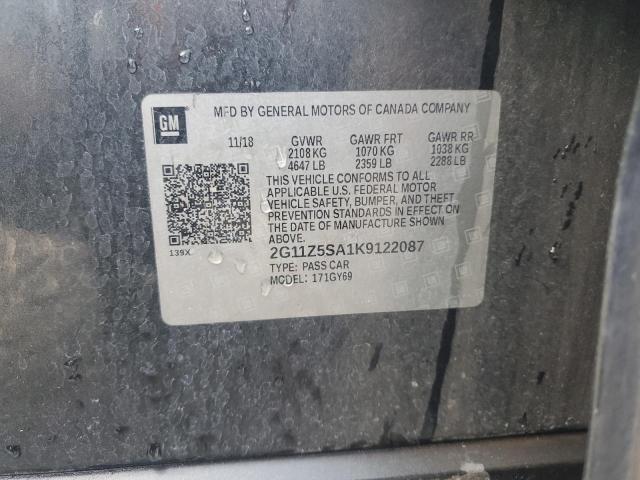 MFD BY GENERAL MOTORS OF CANADA COMPANY
GM
11/18 GVWR GAWR FRT GAWR RR
2108 KG 1070 KG 1038 KG
4647 LB 2359 LB 2288 LB
THIS VEHICLE CONFORMS TO ALL
APPLICABLE U.S. FEDERAL MOTOR
VEHICLE SAFETY, BUMPER, AND THEFT
PREVENTION STANDARDS IN EFFECT ON
THE DATE OF MANUFACTURE SHOWN
ABOVE.
139X 2G11Z5SA1K9122087
TYPE: PASS CAR
MODEL: 171GY69